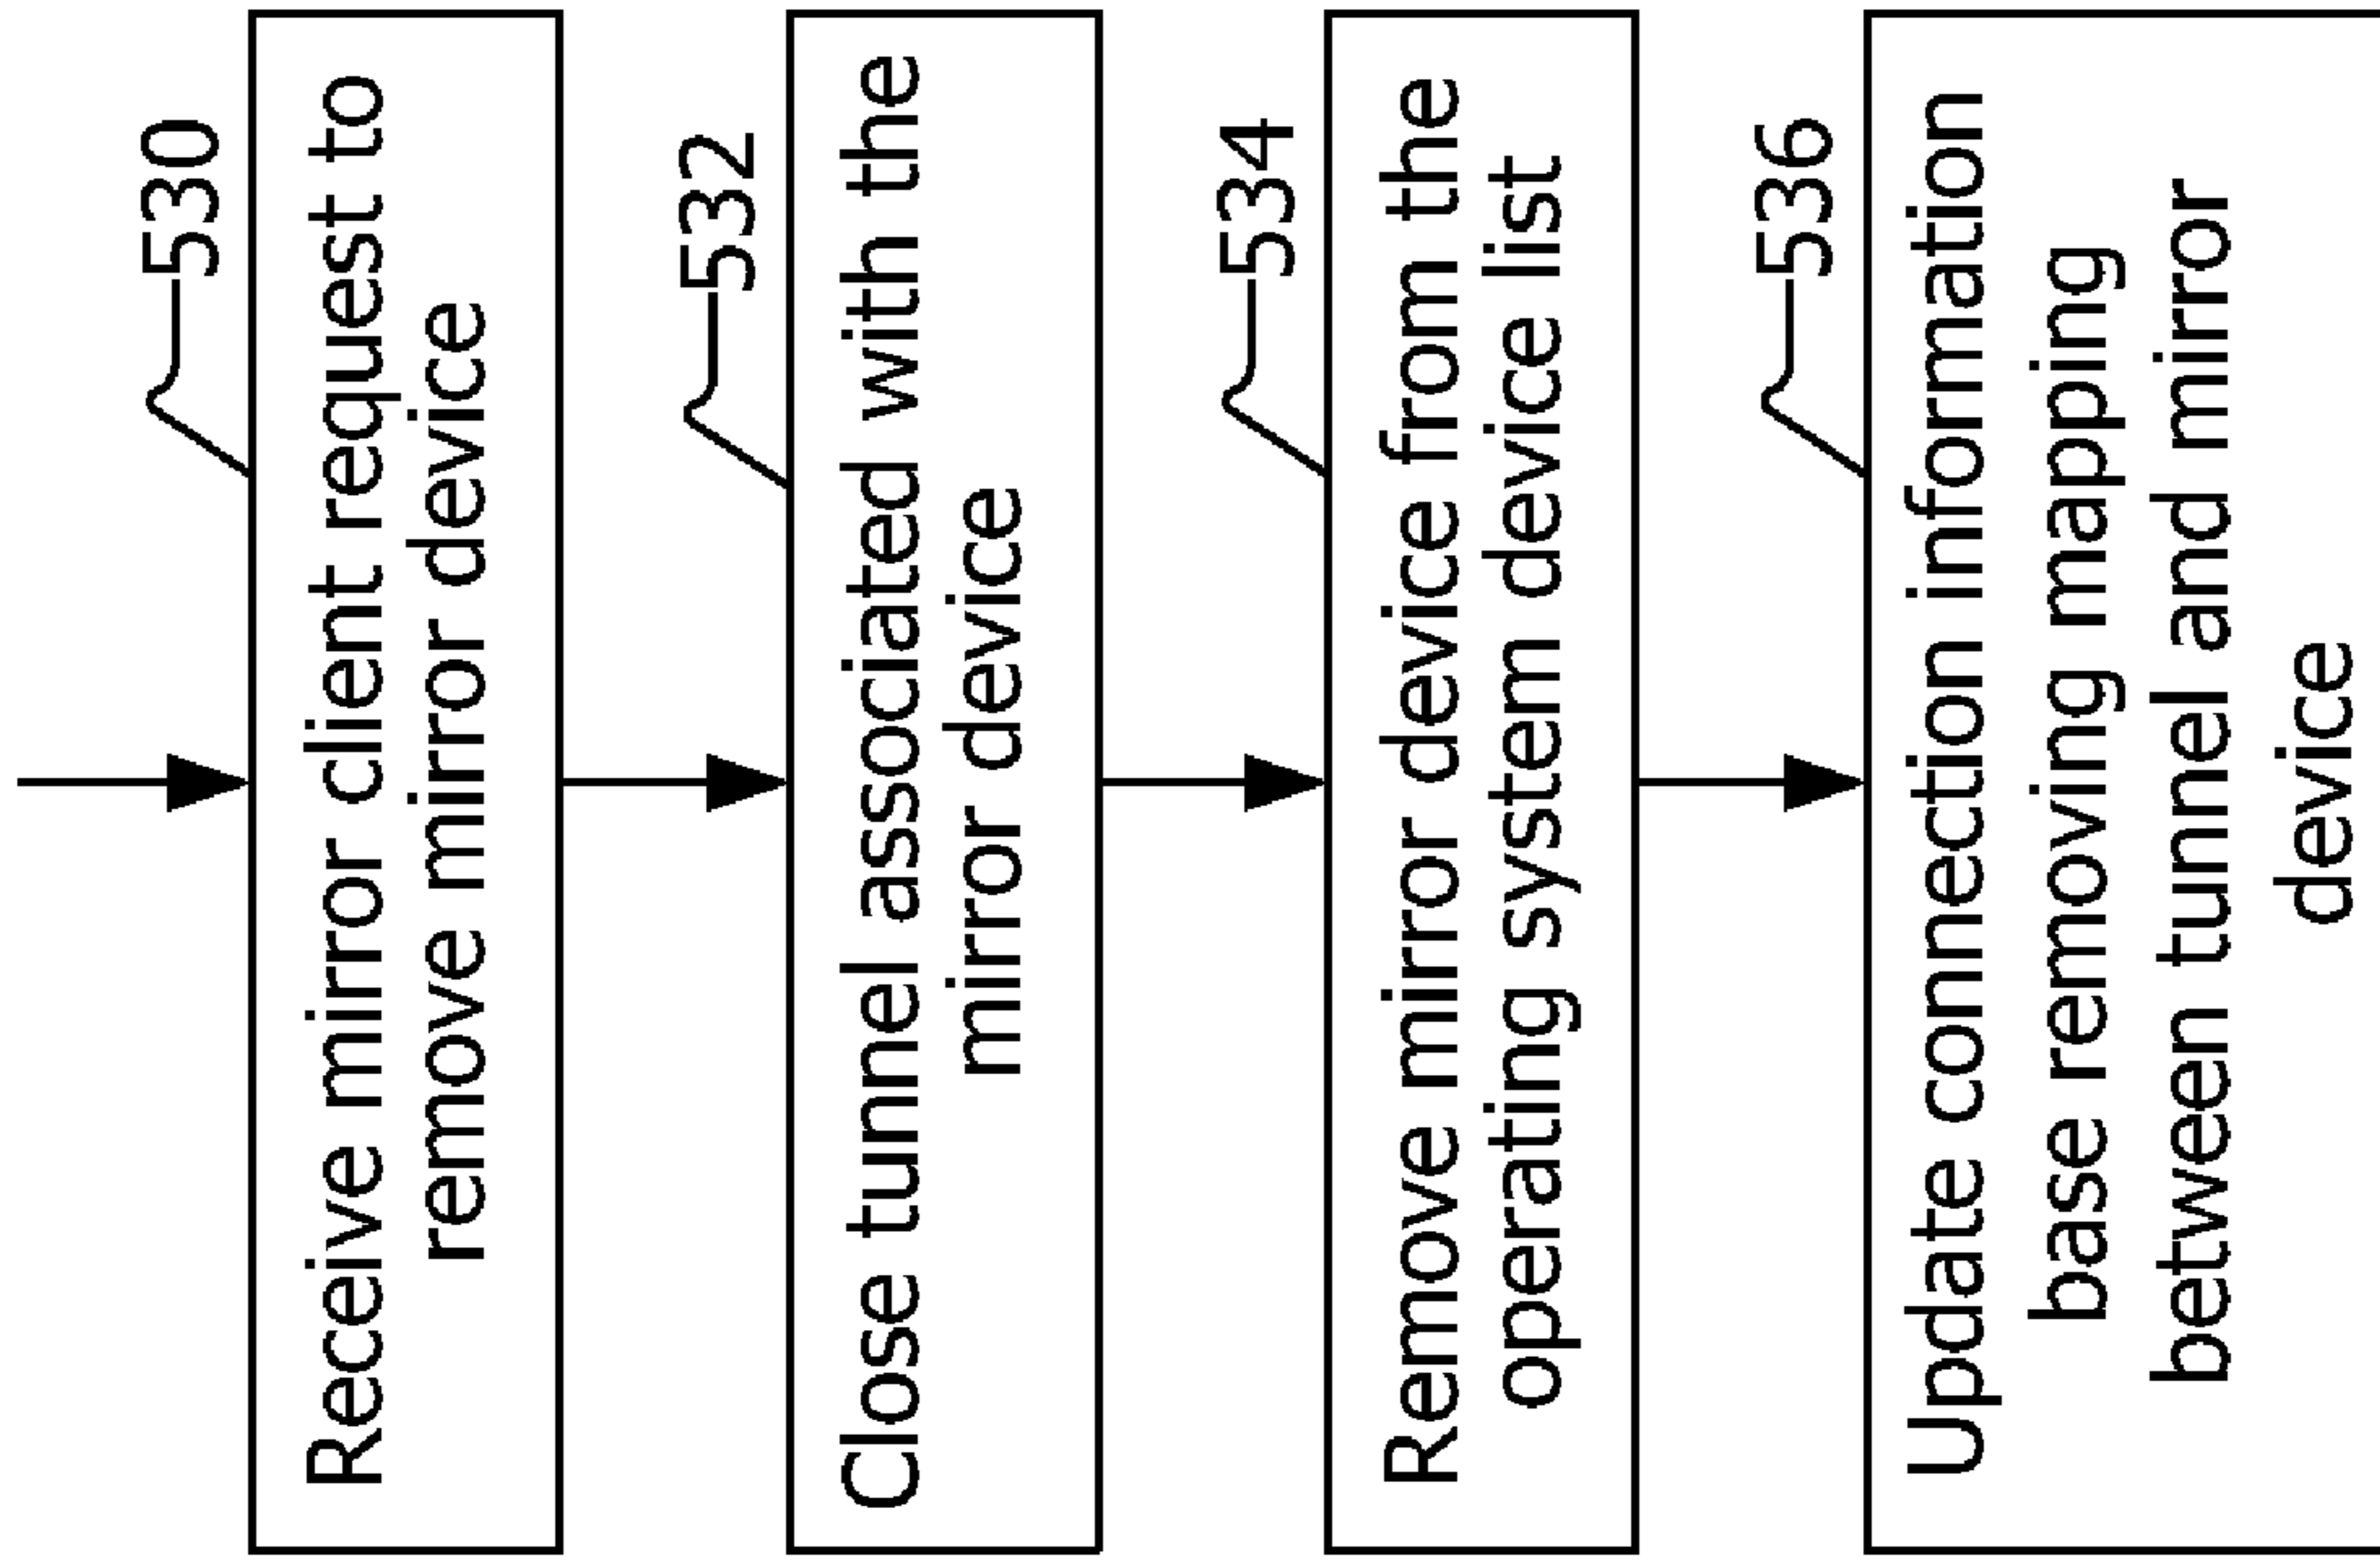 530
Receive mirror client request to
remove mirror device
532
Close tunnel associated with the
mirror device
534
Remove mirror device from the
operating system device list
536
Update connection information
base removing mapping
between tunnel and mirror
device